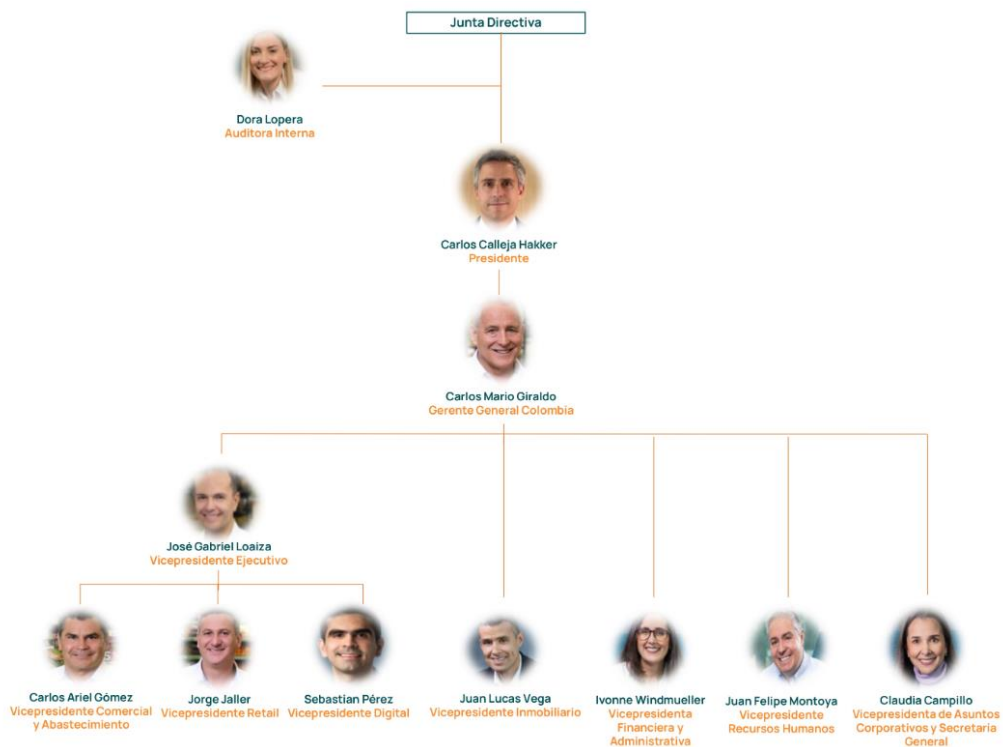 Junta Directiva
Dora Lopera
Auditora Interna
Carlos Calleja Hakker
Presidente
Carlos Mario Giraldo
Gerente General Colombia
José Gabriel Loaiza
Vicepresidente Ejecutivo
Carlos Ariel Gómez
Vicepresidente Comercial
y Abastecimiento
Jorge Jaller
Vicepresidente Retail
Sebastian Pérez
Vicepresidente Digital
Juan Lucas Vega
Vicepresidente Inmobiliario
Ivonne Windmueller
Vicepresidenta
Financiera y
Administrativa
Juan Felipe Montoya
Vicepresidente
Recursos Humanos
Claudia Campillo
Vicepresidenta de Asuntos
Corporativos y Secretaria
General